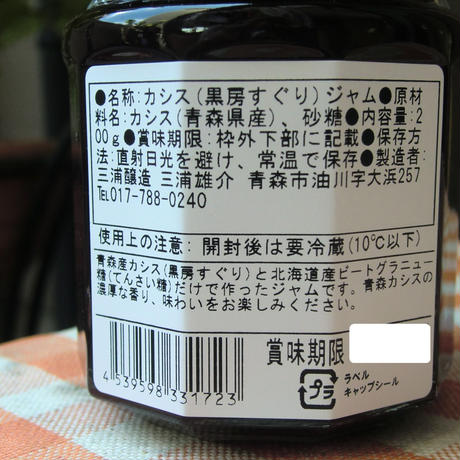 ●名称:カシス(黒房すぐり)ジャム●原材
料名:カシス(青森県産)、砂糖●内容量:2
00g●賞味期限:枠外下部に記載●保存方
法:直射日光を避け、常温で保存●製造者:
三浦醸造 三浦雄介 青森市油川字大浜257
TEL017-788-0240
使用上の注意: 開封後は要冷蔵(10℃以下)
青森産カシス(黒房すぐり)と北海道産ビートグラニュー
糖(てんさい糖)だけで作ったジャムです。青森カシスの
濃厚な香り、味わいをお楽しみください。
賞味期限
4539598331723
プラ
ラベル
キャップシール